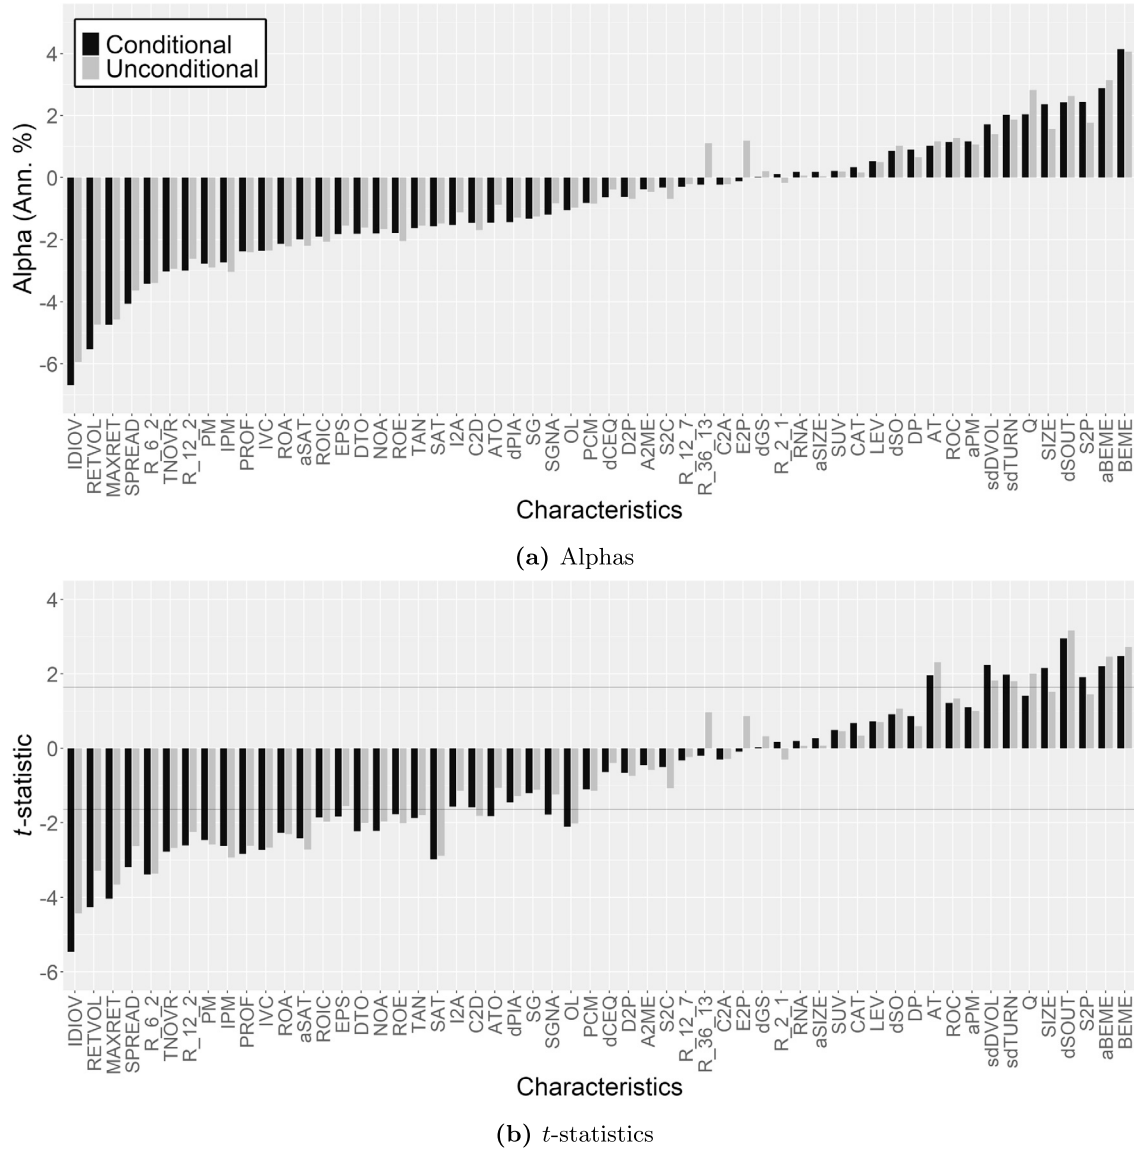 Conditional
Unconditional
4
2
0
-2
-4
-6
Alpha (Ann. %)
IDIOV RETVOL MAXRET SPREAD R_6_2 TNOVR R_12_2 PM IPM PROF IVC ROA aSAT ROIC EPS DTO NOA ROE TAN SAT I2A C2D ATO dPIA SG SGNA OL PCM dCEQ D2P A2ME S2C R_12_7 R_36_13 C2A E2P dGS R_2_1 RNA aSIZE SUV CAT LEV dSO DP AT ROC aPM sdDVOL sdTURN Q SIZE dSOUT S2P aBEME BEME
Characteristics
(a) Alphas
4
2
0
-2
-4
-6
t-statistic
IDIOV RETVOL MAXRET SPREAD R_6_2 TNOVR R_12_2 PM IPM PROF IVC ROA aSAT ROIC EPS DTO NOA ROE TAN SAT I2A C2D ATO dPIA SG SGNA OL PCM dCEQ D2P A2ME S2C R_12_7 R_36_13 C2A E2P dGS R_2_1 RNA aSIZE SUV CAT LEV dSO DP AT ROC aPM sdDVOL sdTURN Q SIZE dSOUT S2P aBEME BEME
Characteristics
(b) t-statistics